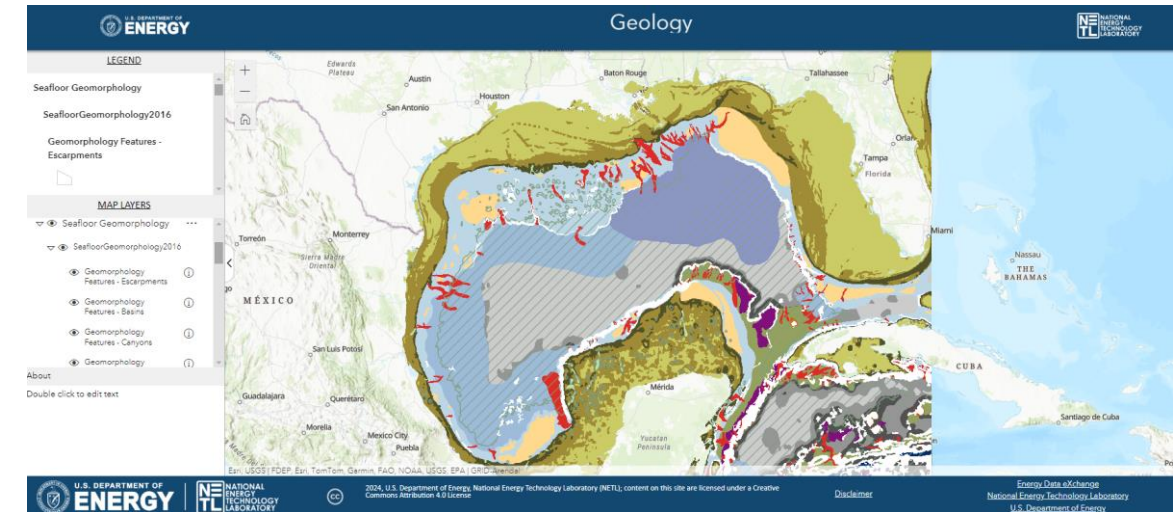 U.S. DEPARTMENT OF
ENERGY
Geology
NE
TL
NATIONAL
ENERGY
TECHNOLOGY
LABORATORY
LEGEND
Seafloor Geomorphology
SeafloorGeomorphology2016
Geomorphology Features -
Escarpments
MAP LAYERS
Seafloor Geomorphology
SeafloorGeomorphology2016
Geomorphology
Features - Escarpments
Geomorphology
Features - Basins
Geomorphology
Features - Canyons
Geomorphology
About
Double click to edit text
Edwards
Plateau
Austin
Houston
San Antonio
Baton Rouge
Tallahassee
Orlan
Tampa
Florida
Miami
Nassau
THE
BAHAMAS
Torreón
Monterrey
Sierra Madre
Oriental
MÉXICO
San Luis Potosí
Guadalajara
Querétaro
Morelia
Mexico City
Puebla
Mérida
Yucatan
Peninsula
CUBA
Santiago de Cuba
Esri, USGS | FDEP, Esri, TomTom, Garmin, FAO, NOAA, USGS, EPA | GRID-Arendal
U.S. DEPARTMENT OF
ENERGY
NE
TL
NATIONAL
ENERGY
TECHNOLOGY
LABORATORY
cc
2024, U.S. Department of Energy, National Energy Technology Laboratory (NETL); content on this site are licensed under a Creative
Commons Attribution 4.0 License
Disclaimer
Energy Data eXchange
National Energy Technology Laboratory
U.S. Department of Energy